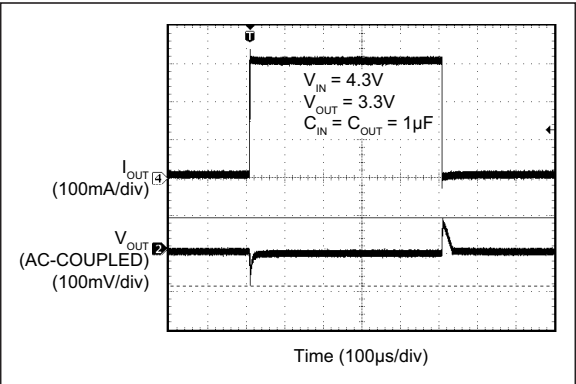 T
V_IN = 4.3V
V_OUT = 3.3V
C_IN = C_OUT = 1µF
I_OUT
(100mA/div)
4
V_OUT
(AC-COUPLED)
(100mV/div)
2
Time (100µs/div)